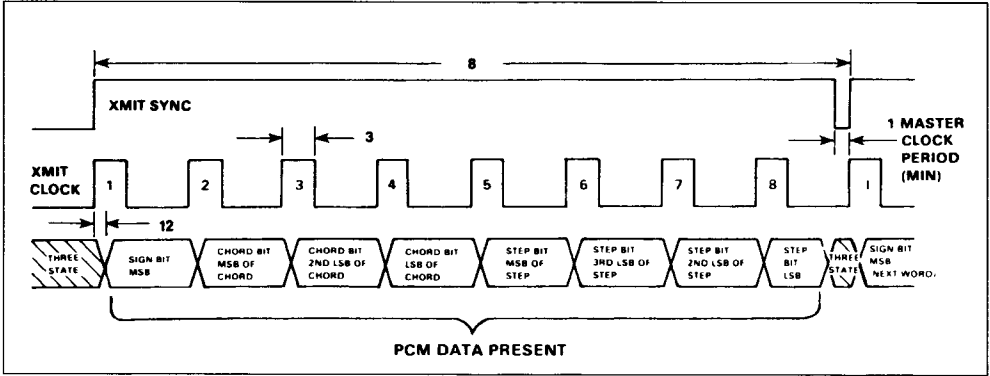 8
XMIT SYNC
3
1 MASTER
CLOCK
PERIOD
(MIN)
XMIT
CLOCK
1 2 3 4 5 6 7 8 1
12
THREE
STATE
SIGN BIT
MSB
CHORD BIT
MSB OF
CHORD
CHORD BIT
2ND LSB OF
CHORD
CHORD BIT
LSB OF
CHORD
STEP BIT
MSB OF
STEP
STEP BIT
3RD LSB OF
STEP
STEP BIT
2ND LSB OF
STEP
STEP
BIT
LSB
THREE
STATE
SIGN BIT
MSB
NEXT WORD
PCM DATA PRESENT